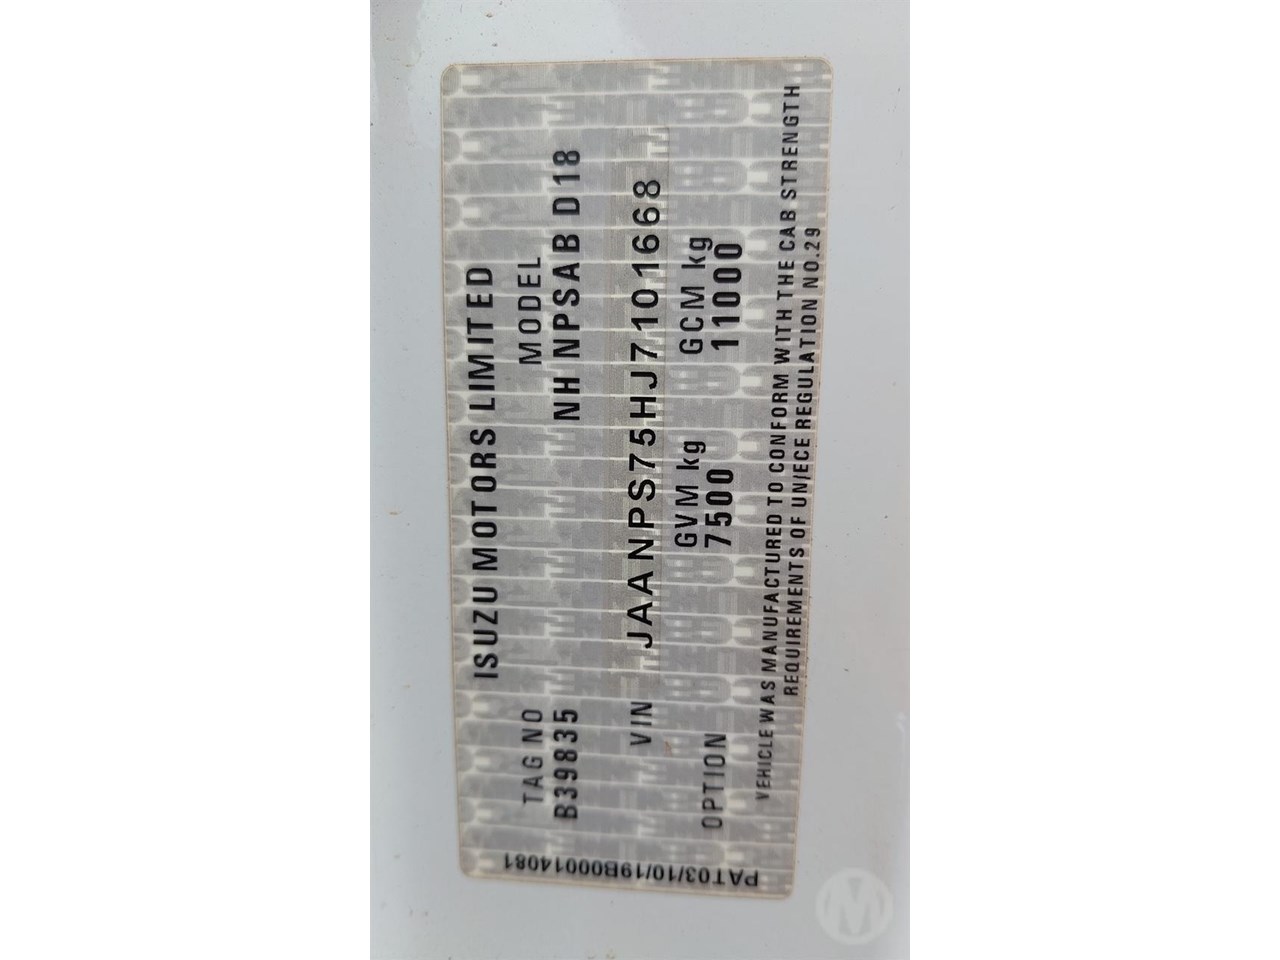 ISUZU MOTORS LIMITED
TAG NO MODEL
B39835 NH NPSAB D18
VIN JAANPS75HJ7101668
OPTION GVM kg GCM kg
7500 11000
VEHICLE WAS MANUFACTURED TO CONFORM WITH THE CAB STRENGTH
REQUIREMENTS OF UN/ECE REGULATION NO.29
PAT03/10/19B00014081
M